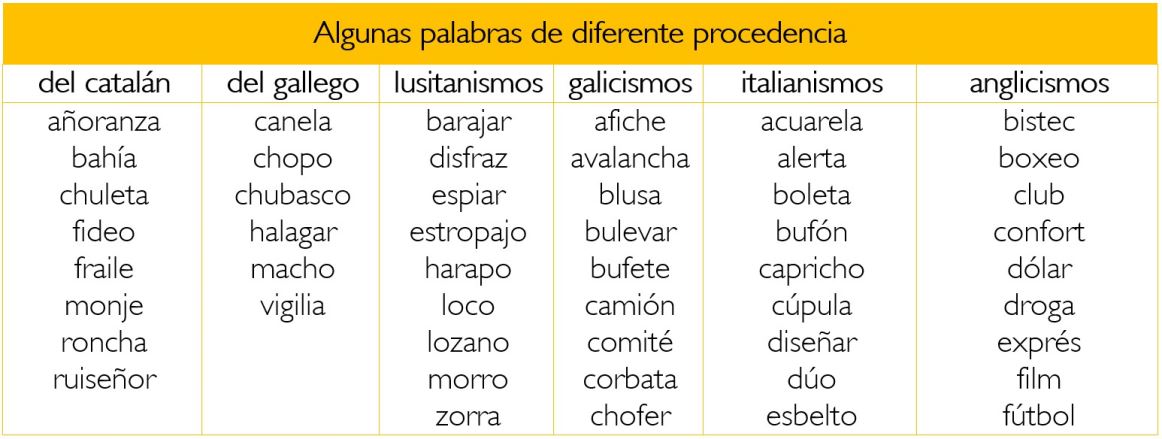 Algunas palabras de diferente procedencia
del catalán del gallego lusitanismos galicismos italianismos anglicismos
añoranza canela barajar afiche acuarela bistec
bahía chopo disfraz avalancha alerta boxeo
chuleta chubasco espiar blusa boleta club
fideo halagar estropajo bulevar bufón confort
fraile macho harapo bufete capricho dólar
monje vigilia loco camión cúpula droga
roncha lozano comité diseñar exprés
ruiseñor morro corbata dúo film
zorra chofer esbelto fútbol